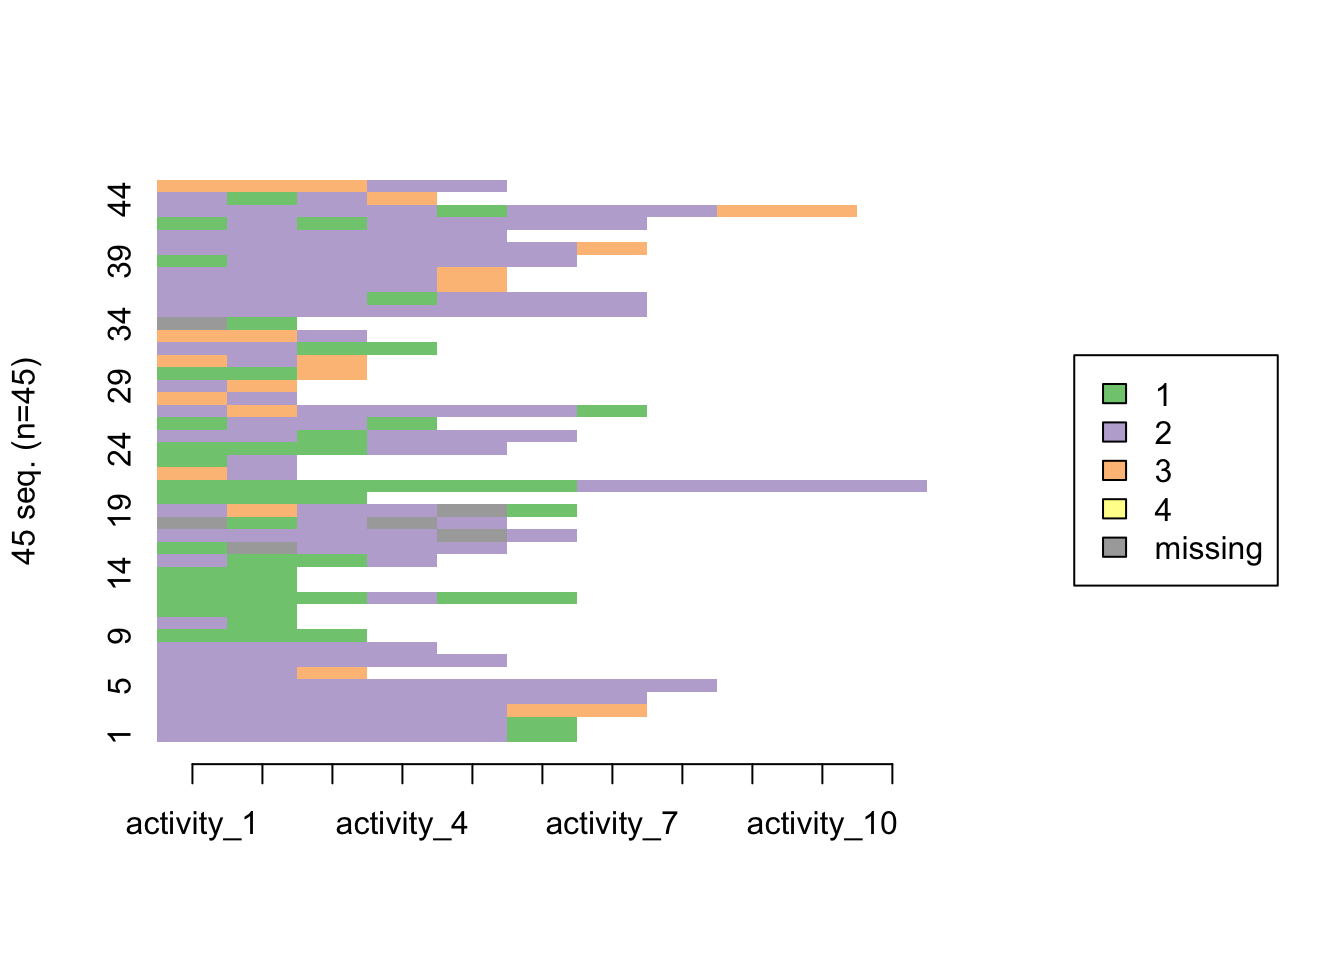 45 seq. (n=45)
44
39
34
29
24
19
14
9
5
1
activity_1
activity_4
activity_7
activity_10
1
2
3
4
missing